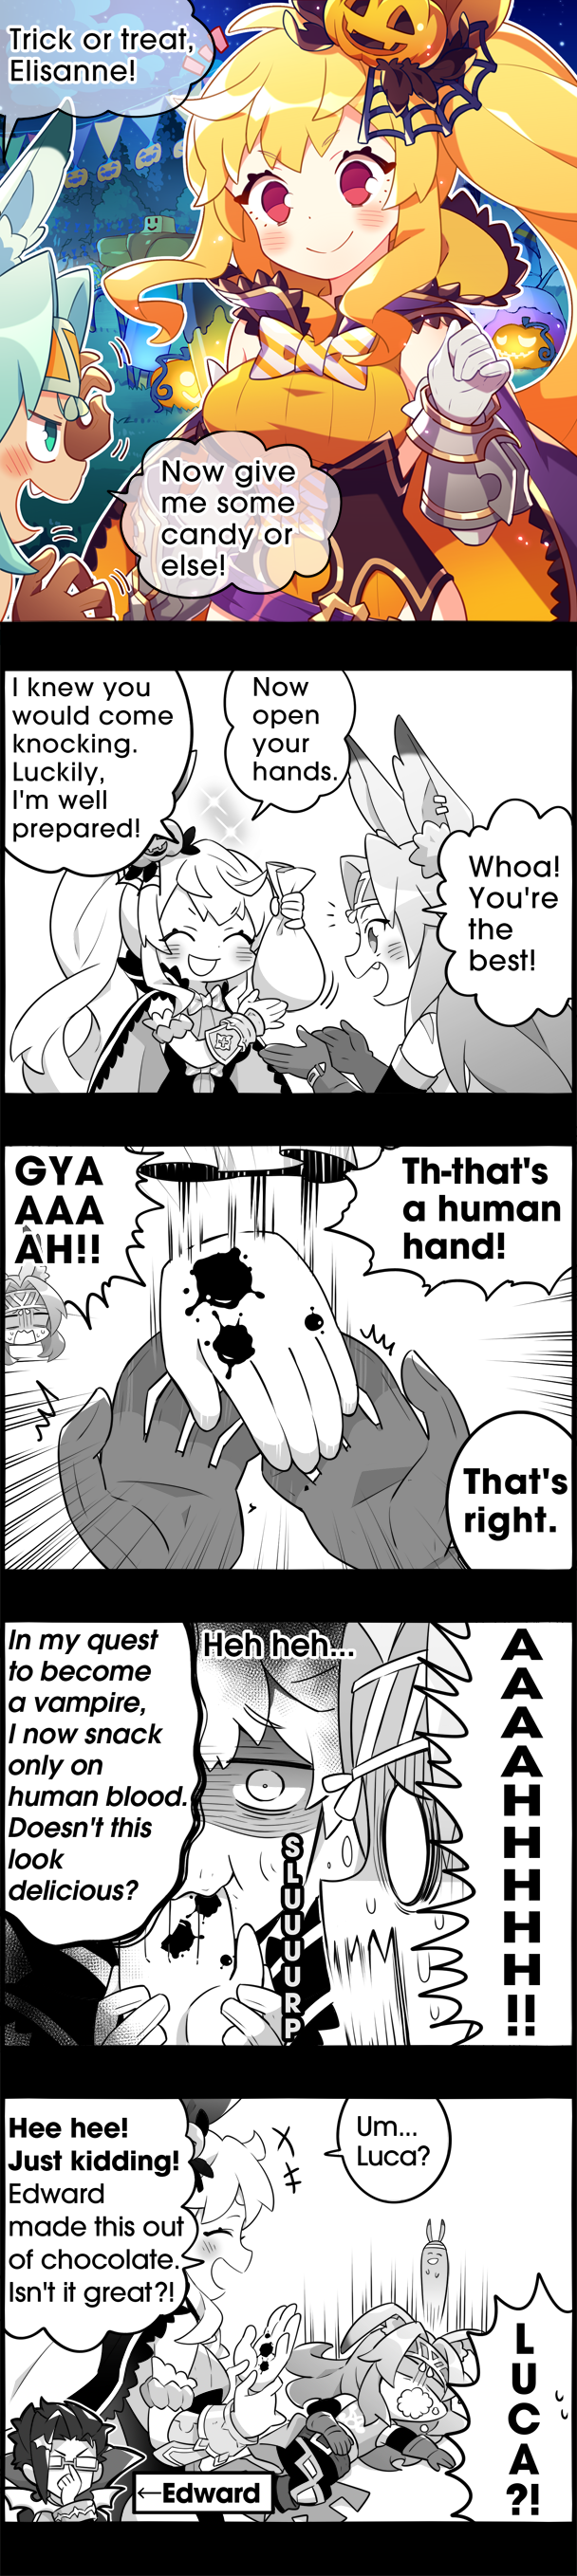 Trick or treat,
Elisanne!
Now give
me some
candy or
else!
I knew you
would come
knocking.
Luckily,
I'm well
prepared!
Now
open
your
hands.
Whoa!
You're
the
best!
GYA
AAA
AH!!
Th-that's
a human
hand!
That's
right.
In my quest
to become
a vampire,
I now snack
only on
human blood.
Doesn't this
look
delicious?
Heh heh...
SLUUUURP
AAAAHHHHH!!
Hee hee!
Just kidding!
Edward
made this out
of chocolate.
Isn't it great?!
Um...
Luca?
LUCA?!
←Edward